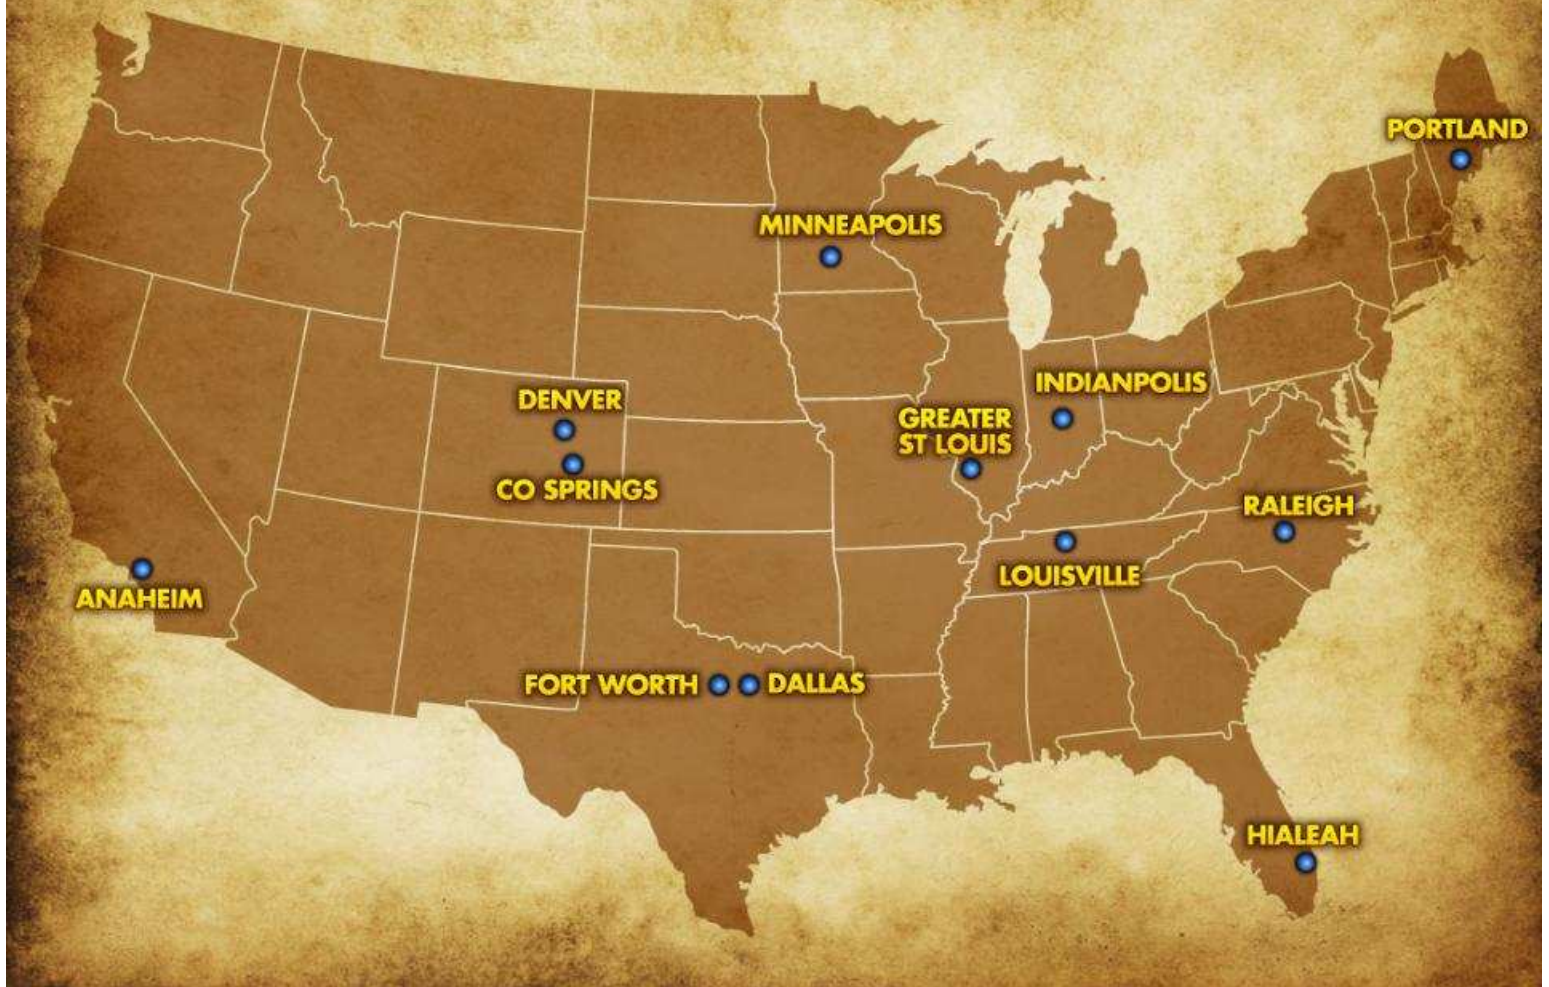 PORTLAND
MINNEAPOLIS
INDIANPOLIS
DENVER
GREATER
ST LOUIS
CO SPRINGS
RALEIGH
LOUISVILLE
ANAHEIM
FORT WORTH
DALLAS
HIALEAH